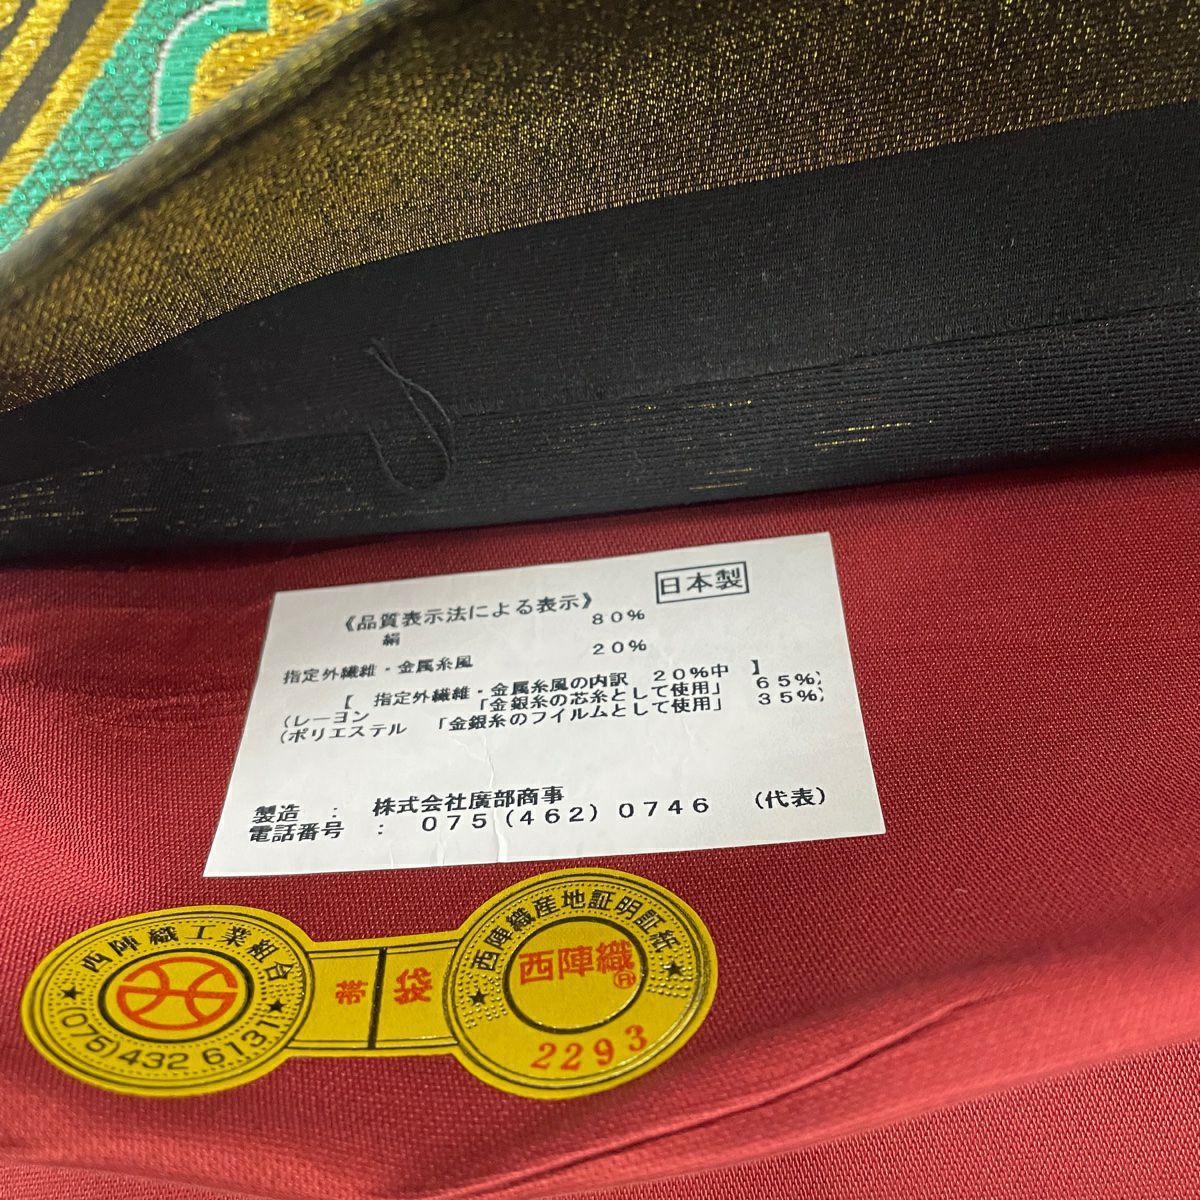 日本製
《品質表示法による表示》
絹 80%
指定外繊維・金属糸風 20%
【 指定外繊維・金属糸風の内訳 20%中 】
(レーヨン 「金銀糸の芯糸として使用」 65%)
(ポリエステル 「金銀糸のフイルムとして使用」 35%)
製造 : 株式会社廣部商事
電話番号 : 075(462)0746 (代表)
西陣織工業組合
(075)432 6131
帯袋
西陣織産地証明証紙
西陣織®
2293